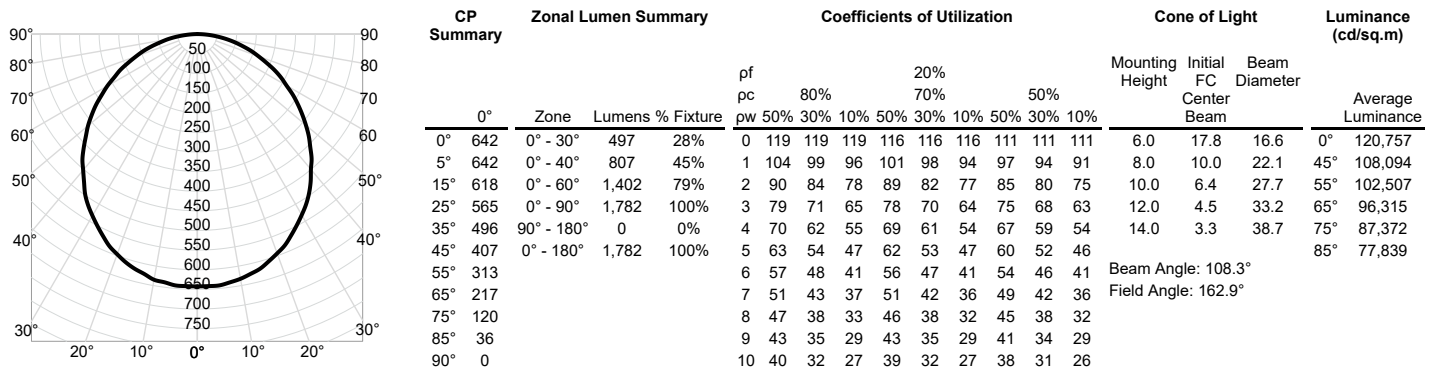 90° 90
80° 80
70° 70
60° 60
50° 50°
40° 40°
30° 30°
20° 10° 0° 10° 20°
50
100
150
200
250
300
350
400
450
500
550
600
650
700
750
CP Summary
0°
0° 642
5° 642
15° 618
25° 565
35° 496
45° 407
55° 313
65° 217
75° 120
85° 36
90° 0
Zonal Lumen Summary
Zone Lumens % Fixture
0° - 30° 497 28%
0° - 40° 807 45%
0° - 60° 1,402 79%
0° - 90° 1,782 100%
90° - 180° 0 0%
0° - 180° 1,782 100%
Coefficients of Utilization
ρf 20%
ρc 80% 70% 50%
ρw 50% 30% 10% 50% 30% 10% 50% 30% 10%
0 119 119 119 116 116 116 111 111 111
1 104 99 96 101 98 94 97 94 91
2 90 84 78 89 82 77 85 80 75
3 79 71 65 78 70 64 75 68 63
4 70 62 55 69 61 54 67 59 54
5 63 54 47 62 53 47 60 52 46
6 57 48 41 56 47 41 54 46 41
7 51 43 37 51 42 36 49 42 36
8 47 38 33 46 38 32 45 38 32
9 43 35 29 43 35 29 41 34 29
10 40 32 27 39 32 27 38 31 26
Cone of Light
Mounting Height Initial FC Center Beam Beam Diameter
6.0 17.8 16.6
8.0 10.0 22.1
10.0 6.4 27.7
12.0 4.5 33.2
14.0 3.3 38.7
Beam Angle: 108.3°
Field Angle: 162.9°
Luminance (cd/sq.m)
Average Luminance
0° 120,757
45° 108,094
55° 102,507
65° 96,315
75° 87,372
85° 77,839